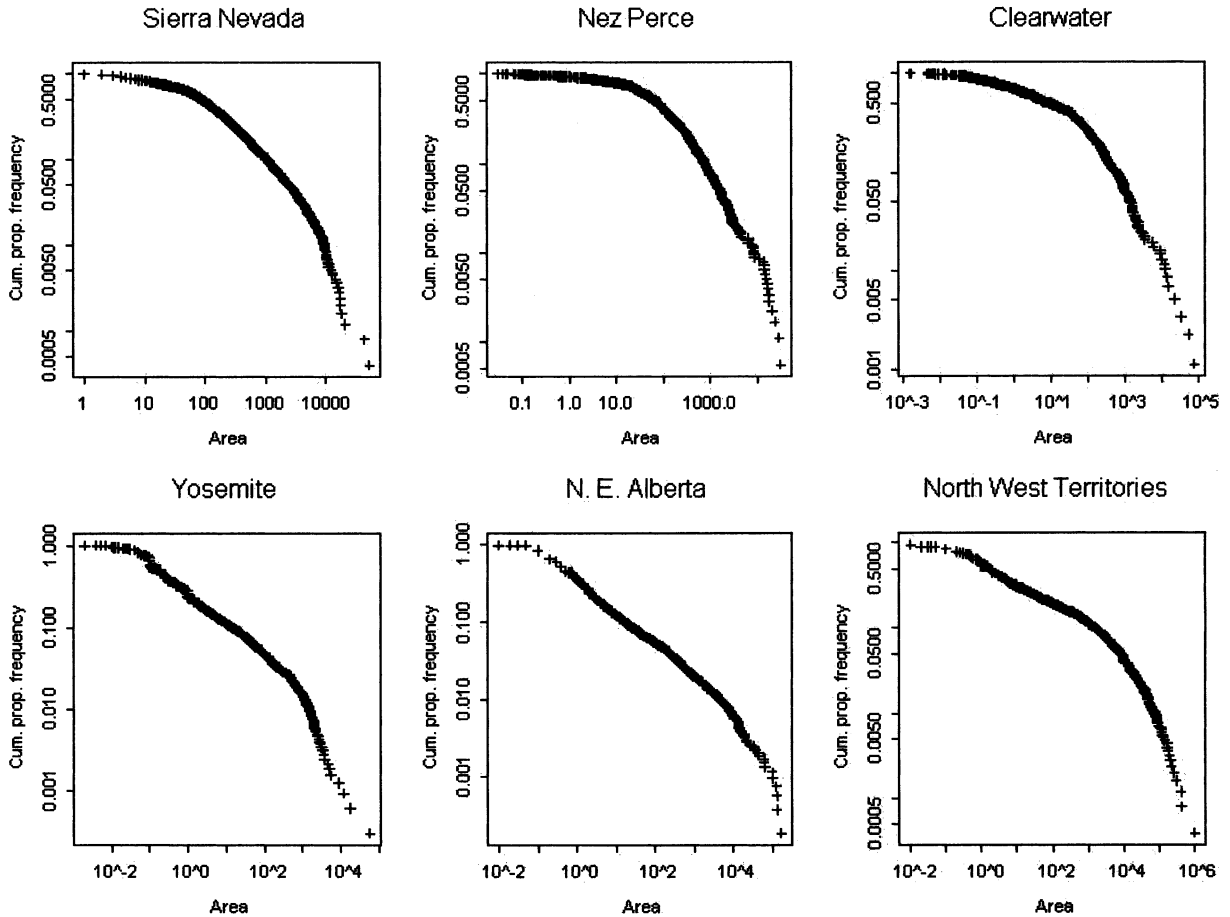 Sierra Nevada
Nez Perce
Clearwater
Cum. prop. frequency
0.5000
0.0500
0.0050
0.0005
1
10
100
1000
10000
Area
Cum. prop. frequency
0.5000
0.0500
0.0050
0.0005
0.1
1.0
10.0
1000.0
Area
Cum. prop. frequency
0.500
0.050
0.005
0.001
10^-3
10^-1
10^1
10^3
10^5
Area
Yosemite
N. E. Alberta
North West Territories
Cum. prop. frequency
1.000
0.100
0.010
0.001
10^-2
10^0
10^2
10^4
Area
Cum. prop. frequency
1.000
0.100
0.010
0.001
10^-2
10^0
10^2
10^4
Area
Cum. prop. frequency
0.5000
0.0500
0.0050
0.0005
10^-2
10^0
10^2
10^4
10^6
Area